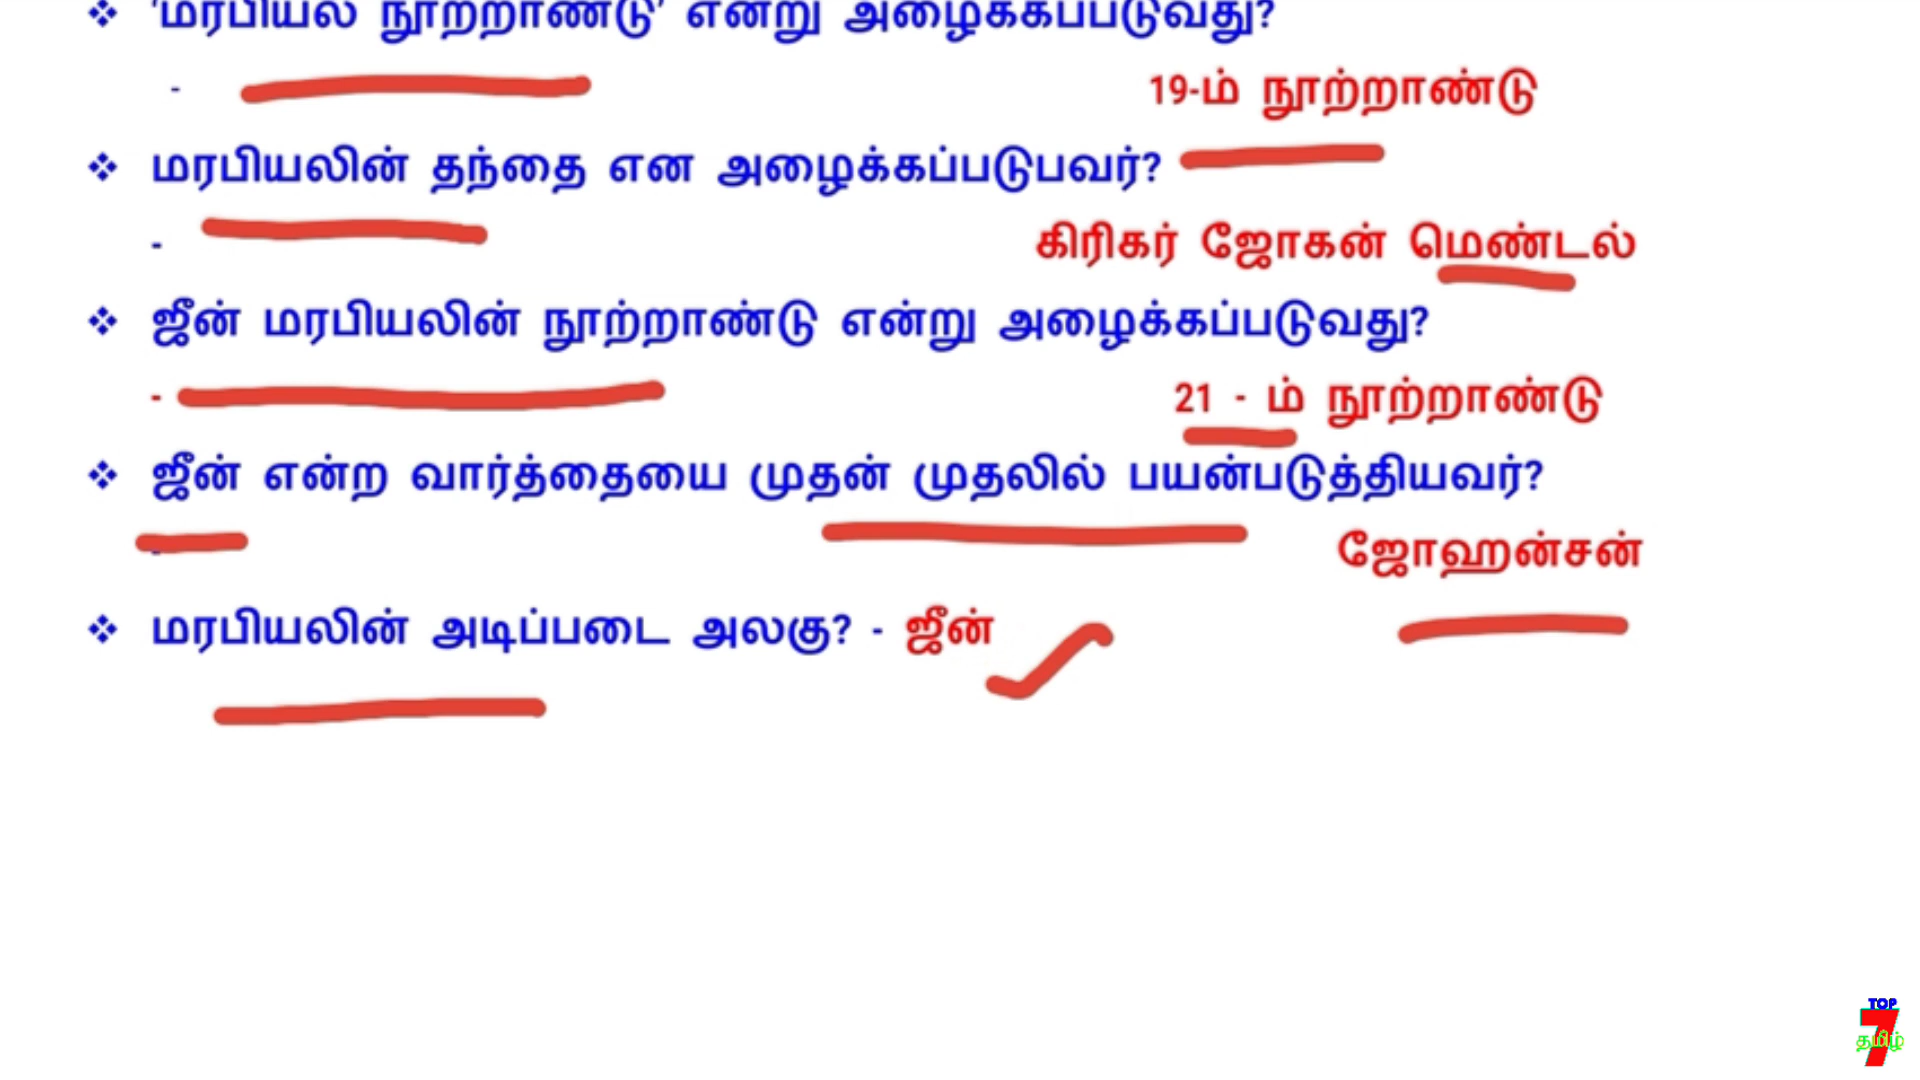 ❖ 'மரபியல் நூற்றாண்டு' என்று அழைக்கப்படுவது?
- 19-ம் நூற்றாண்டு
❖ மரபியலின் தந்தை என அழைக்கப்படுபவர்?
- கிரிகர் ஜோகன் மெண்டல்
❖ ஜீன் மரபியலின் நூற்றாண்டு என்று அழைக்கப்படுவது?
- 21 - ம் நூற்றாண்டு
❖ ஜீன் என்ற வார்த்தையை முதன் முதலில் பயன்படுத்தியவர்?
- ஜோஹன்சன்
❖ மரபியலின் அடிப்படை அலகு? - ஜீன்
TOP
7
தமிழ்